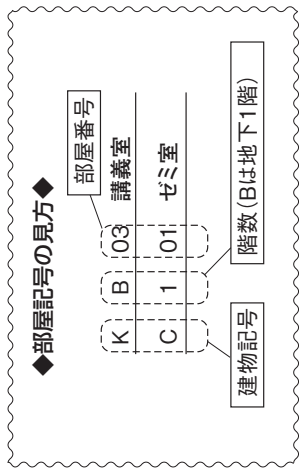 ◆部屋記号の見方◆
部屋番号
K B 03 講義室
C 1 01 ゼミ室
建物記号
階数(Bは地下1階)